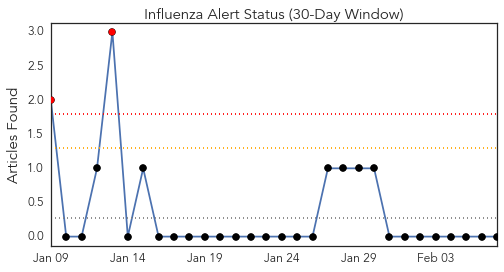 Influenza Alert Status (30-Day Window)
Articles Found
3.0
2.5
2.0
1.5
1.0
0.5
0.0
Jan 09 Jan 14 Jan 19 Jan 24 Jan 29 Feb 03